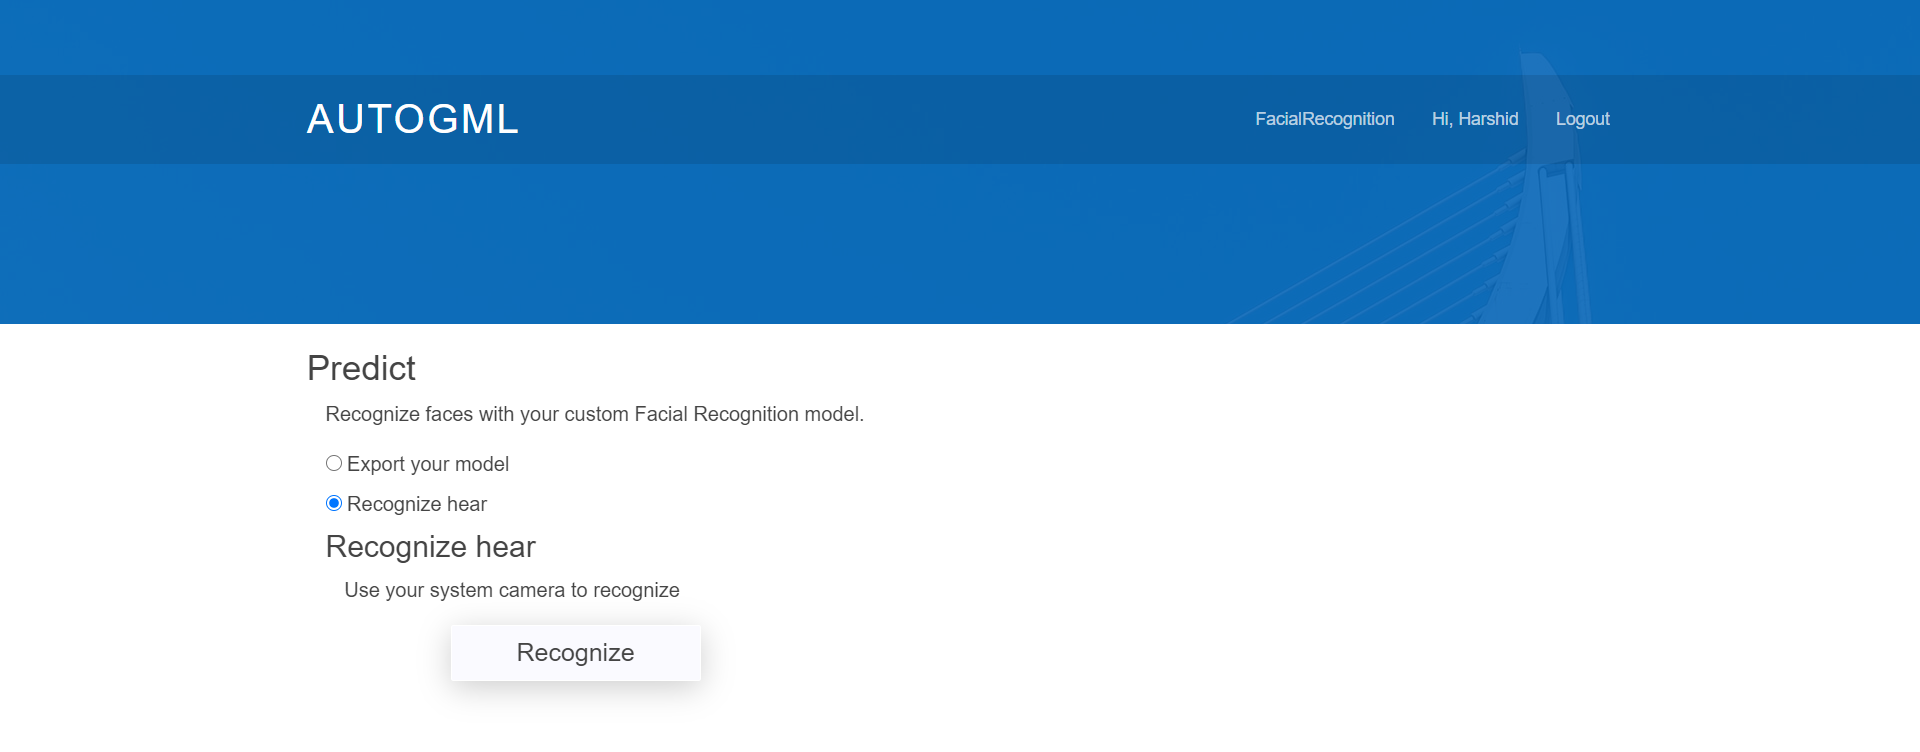 AUTOGML
FacialRecognition Hi, Harshid Logout
Predict
Recognize faces with your custom Facial Recognition model.
Export your model
Recognize hear
Recognize hear
Use your system camera to recognize
Recognize